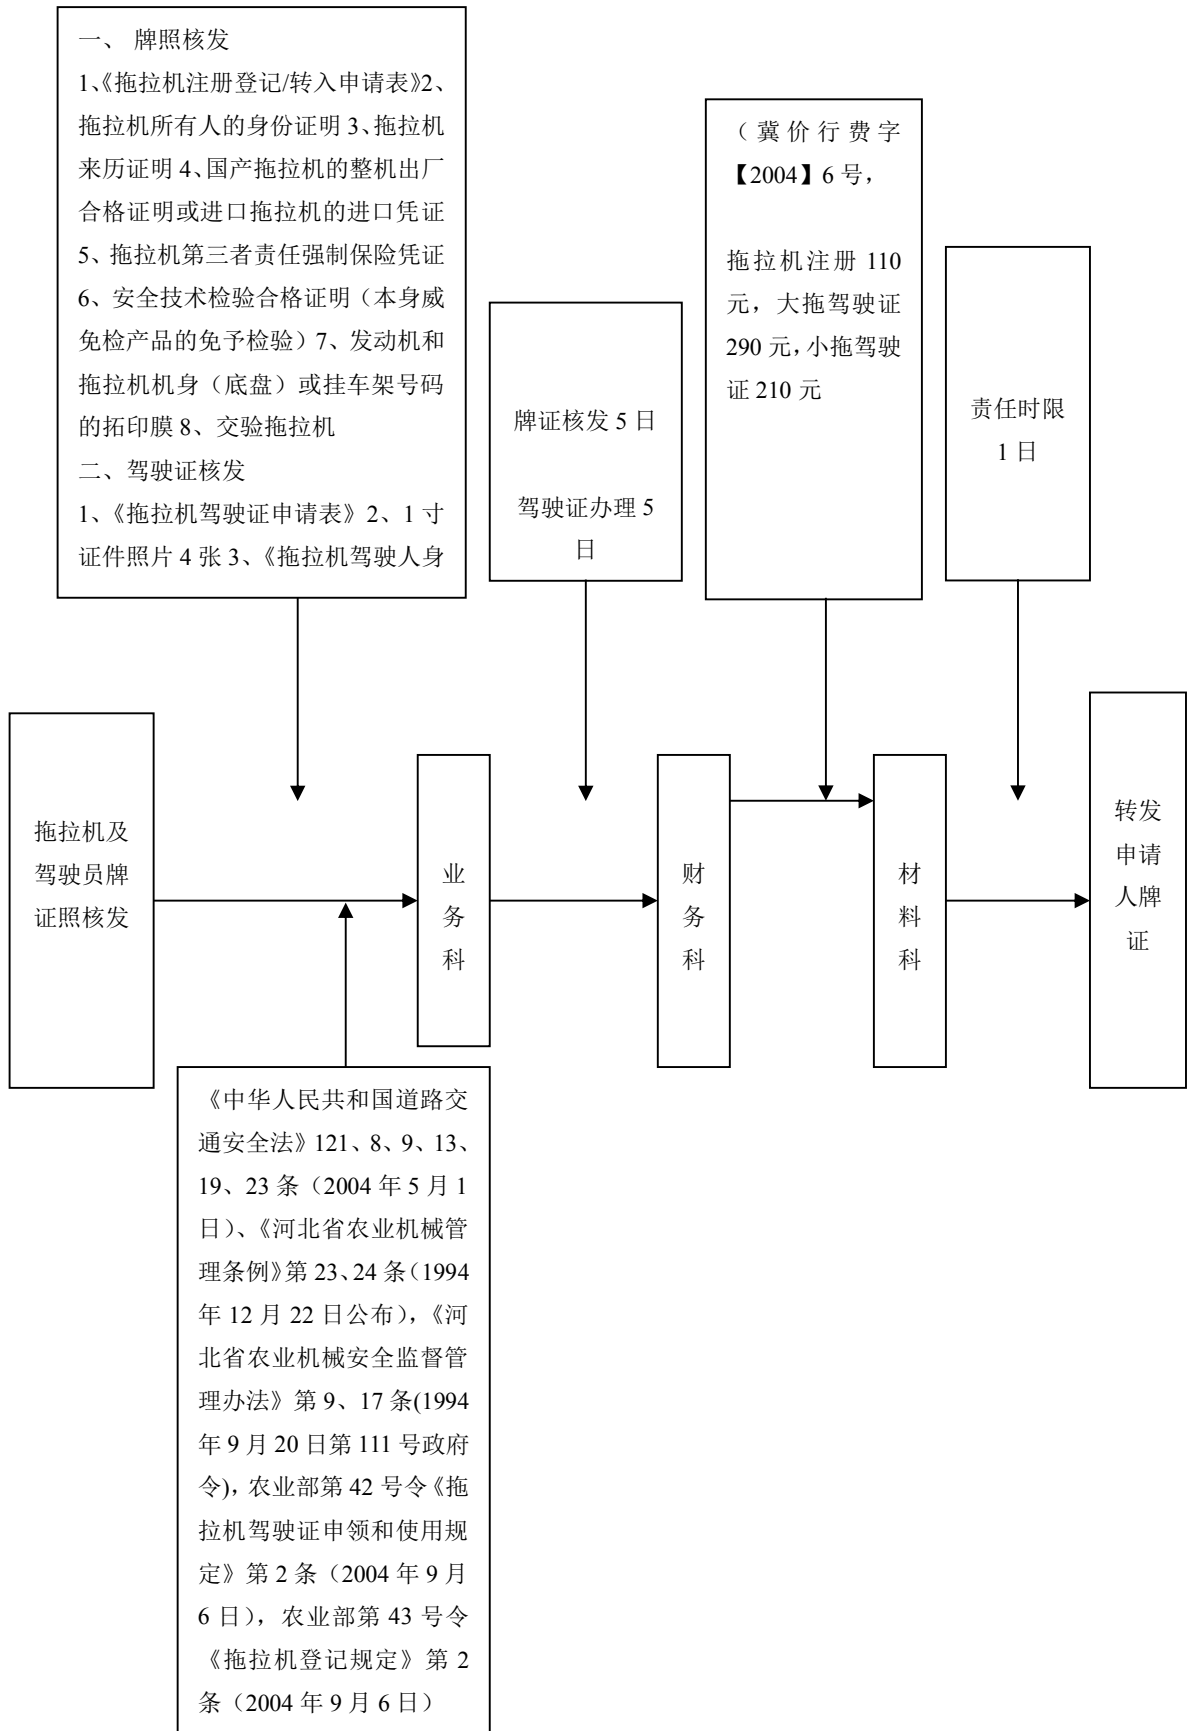 一、 牌照核发
1、《拖拉机注册登记/转入申请表》2、
拖拉机所有人的身份证明 3、拖拉机
来历证明 4、国产拖拉机的整机出厂
合格证明或进口拖拉机的进口凭证
5、拖拉机第三者责任强制保险凭证
6、安全技术检验合格证明（本身威
免检产品的免予检验）7、发动机和
拖拉机机身（底盘）或挂车架号码
的拓印膜 8、交验拖拉机
二、驾驶证核发
1、《拖拉机驾驶证申请表》2、1 寸
证件照片 4 张 3、《拖拉机驾驶人身
牌证核发 5 日
驾驶证办理 5
日
（冀价行费字
【2004】6 号，
拖拉机注册 110
元，大拖驾驶证
290 元，小拖驾驶
证 210 元
责任时限
1 日
拖拉机及
驾驶员牌
证照核发
业
务
科
财
务
科
材
料
科
转发
申请
人牌
证
《中华人民共和国道路交
通安全法》121、8、9、13、
19、23 条（2004 年 5 月 1
日）、《河北省农业机械管
理条例》第 23、24 条（1994
年 12 月 22 日公布），《河
北省农业机械安全监督管
理办法》第 9、17 条(1994
年 9 月 20 日第 111 号政府
令)，农业部第 42 号令《拖
拉机驾驶证申领和使用规
定》第 2 条（2004 年 9 月
6 日），农业部第 43 号令
《拖拉机登记规定》第 2
条（2004 年 9 月 6 日）